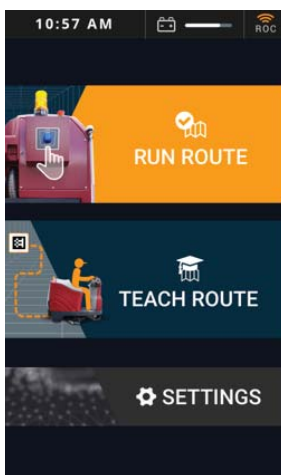 10:57 AM
ROC
RUN ROUTE
TEACH ROUTE
SETTINGS